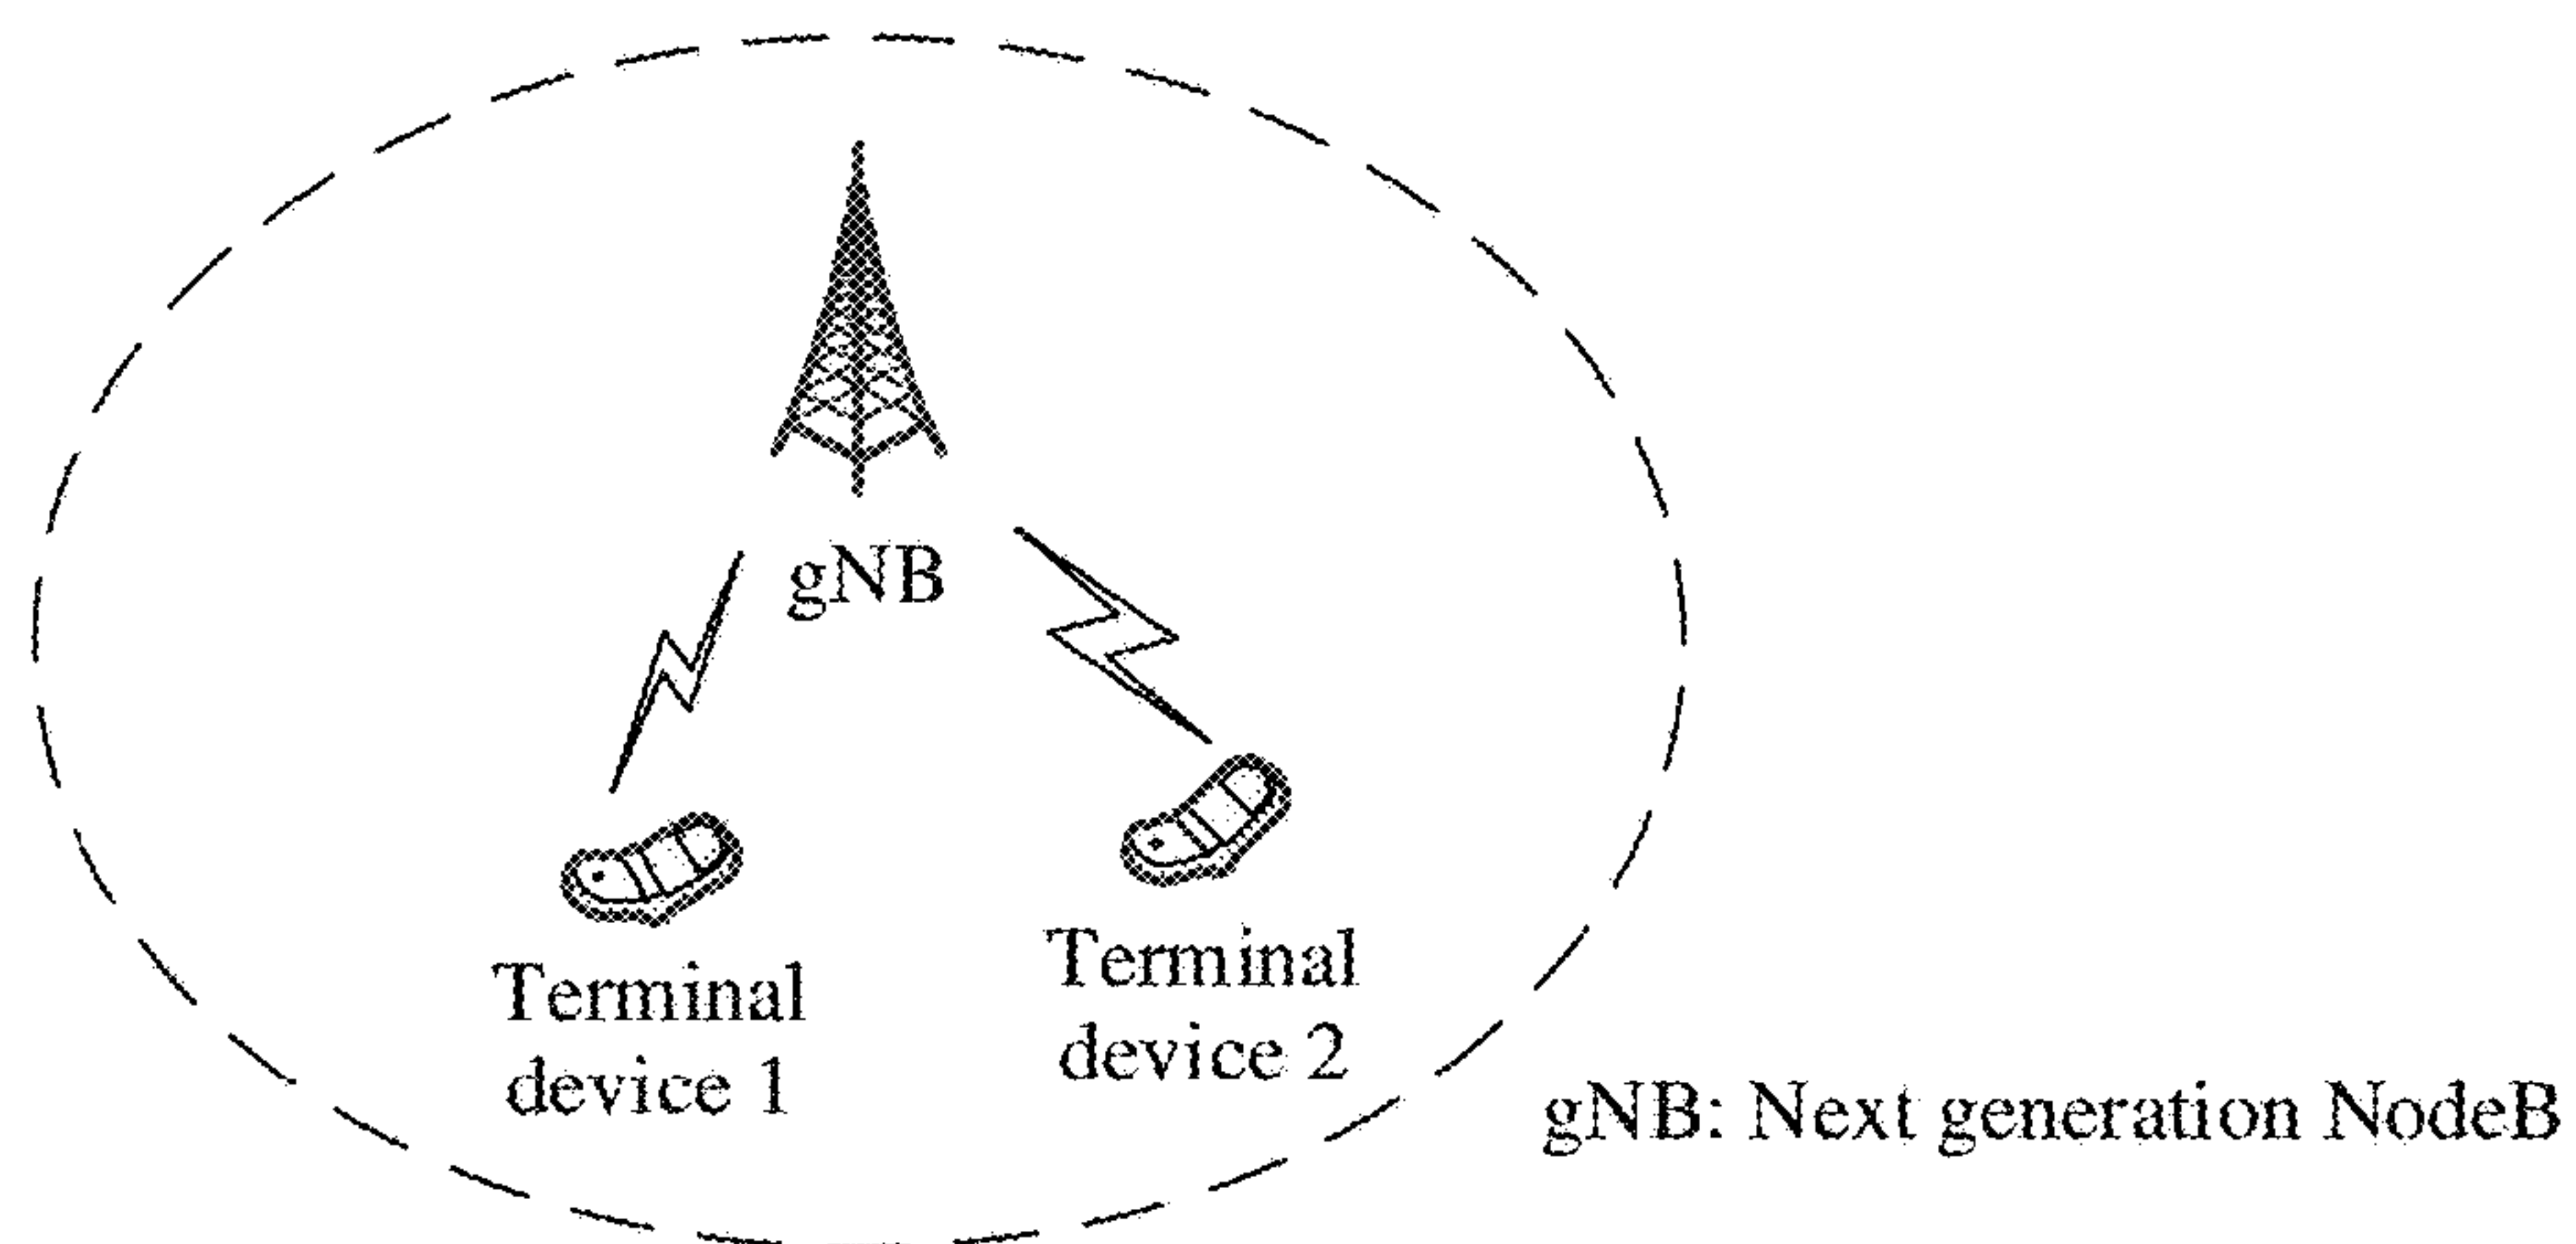 gNB
Terminal
device 1
Terminal
device 2
gNB: Next generation NodeB